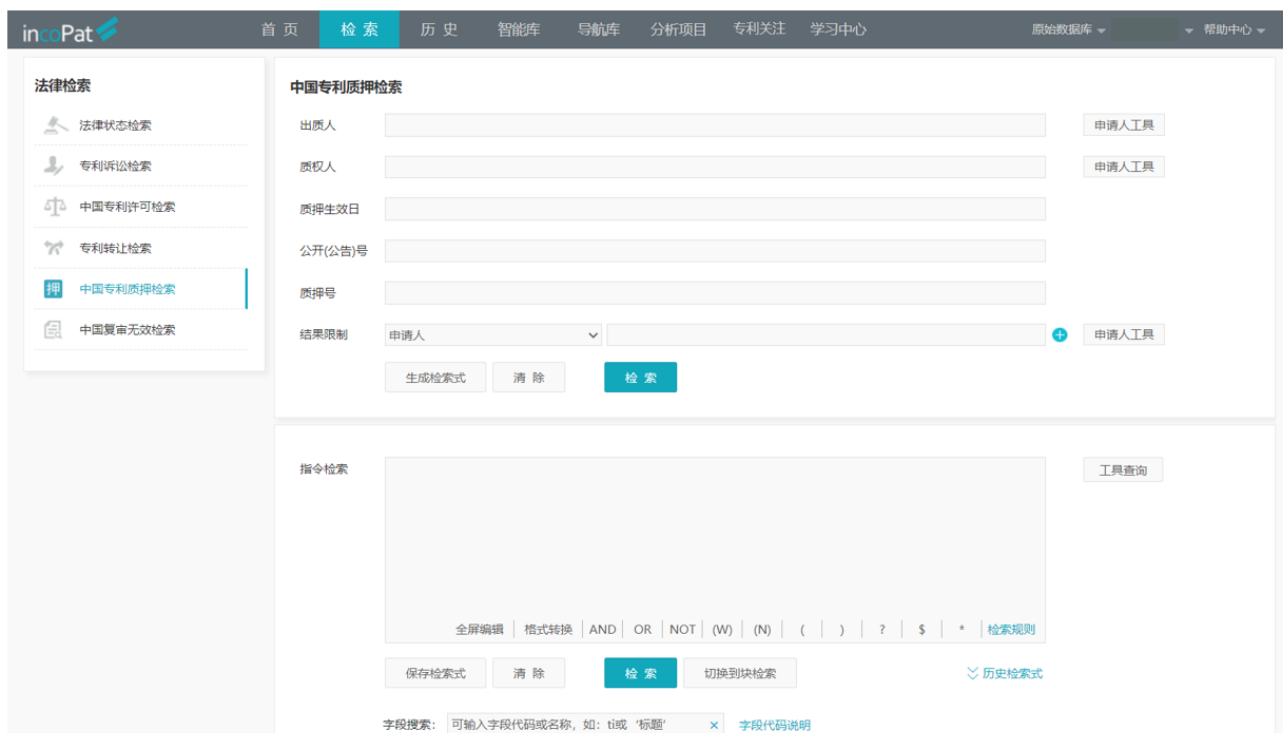 incoPat 首 页 检 索 历 史 智能库 导航库 分析项目 专利关注 学习中心 原始数据库 帮助中心
法律检索
法律状态检索
专利诉讼检索
中国专利许可检索
专利转让检索
押 中国专利质押检索
中国复审无效检索
中国专利质押检索
出质人 申请人工具
质权人 申请人工具
质押生效日
公开(公告)号
质押号
结果限制 申请人 申请人工具
生成检索式 清 除 检 索
指令检索 工具查询
全屏编辑 格式转换 AND OR NOT (W) (N) ( ) ? $ * 检索规则
保存检索式 清 除 检 索 切换到块检索 历史检索式
字段搜索: 可输入字段代码或名称, 如: ti或 '标题' × 字段代码说明